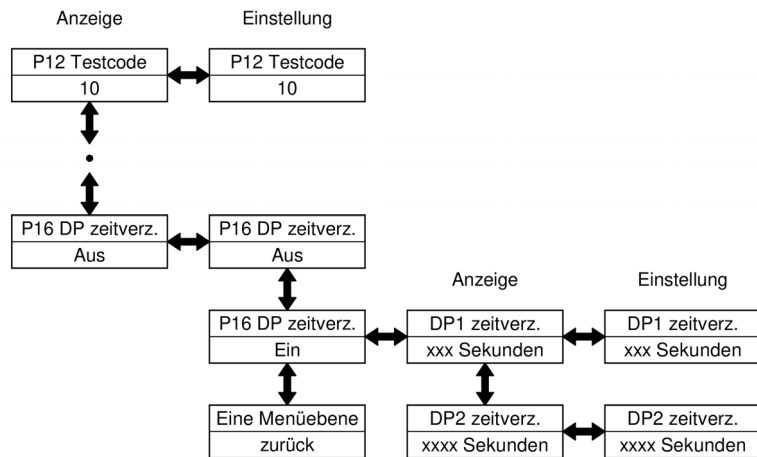 Anzeige Einstellung
P12 Testcode P12 Testcode
10 10
P16 DP zeitverz. P16 DP zeitverz.
Aus Aus
Anzeige Einstellung
P16 DP zeitverz. DP1 zeitverz. DP1 zeitverz.
Ein xxx Sekunden xxx Sekunden
Eine Menüebene DP2 zeitverz. DP2 zeitverz.
zurück xxxx Sekunden xxxx Sekunden